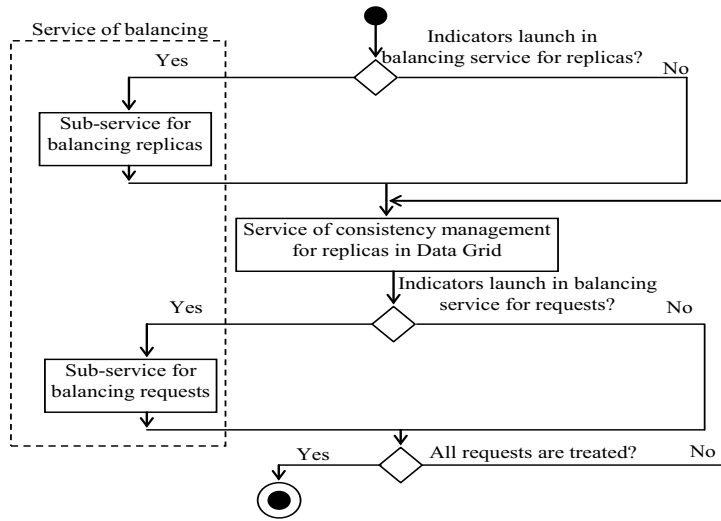 Service of balancing
Indicators launch in
balancing service for replicas?
Yes
No
Sub-service for
balancing replicas
Service of consistency management
for replicas in Data Grid
Indicators launch in balancing
service for requests?
Yes
No
Sub-service for
balancing requests
Yes
All requests are treated?
No